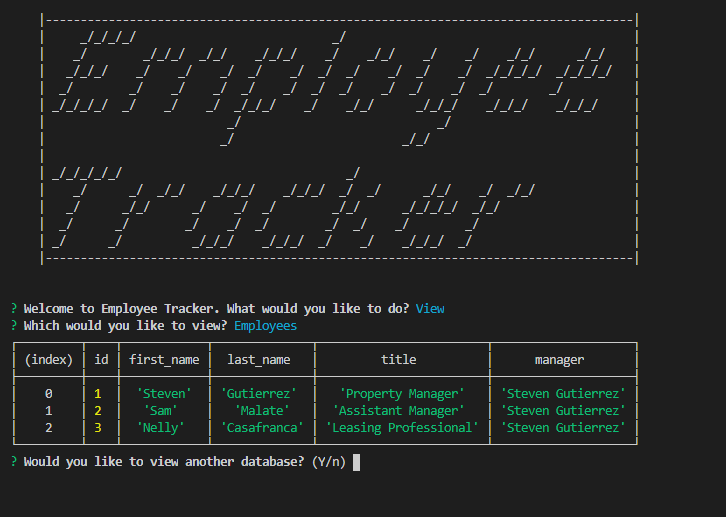 Employee
Tracker
? Welcome to Employee Tracker. What would you like to do? View
? Which would you like to view? Employees
(index) id first_name last_name title manager
0 1 'Steven' 'Gutierrez' 'Property Manager' 'Steven Gutierrez'
1 2 'Sam' 'Malate' 'Assistant Manager' 'Steven Gutierrez'
2 3 'Nelly' 'Casafranca' 'Leasing Professional' 'Steven Gutierrez'
? Would you like to view another database? (Y/n)